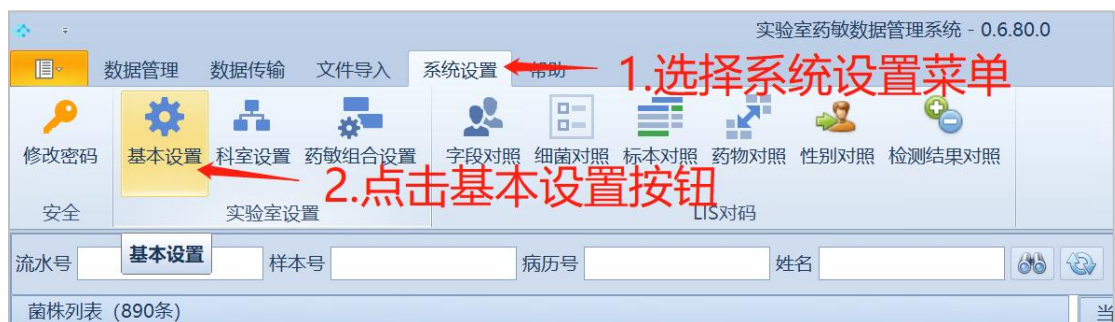 实验室药敏数据管理系统 - 0.6.80.0
数据管理 数据传输 文件导入 系统设置 帮助
1.选择系统设置菜单
修改密码 基本设置 科室设置 药敏组合设置 字段对照 细菌对照 标本对照 药物对照 性别对照 检测结果对照
2.点击基本设置按钮
安全 实验室设置 LIS对码
流水号 基本设置 样本号 病历号 姓名
菌株列表 (890条) 当